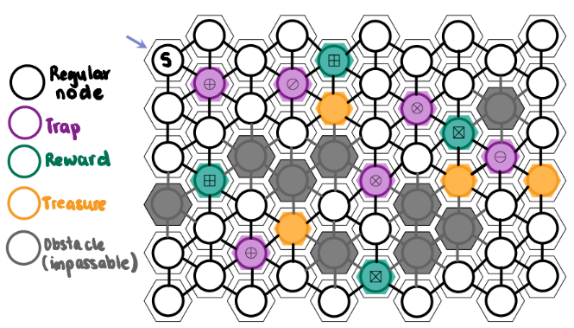 S
Regular
node
Trap
Reward
Treasure
Obstacle
(impassable)